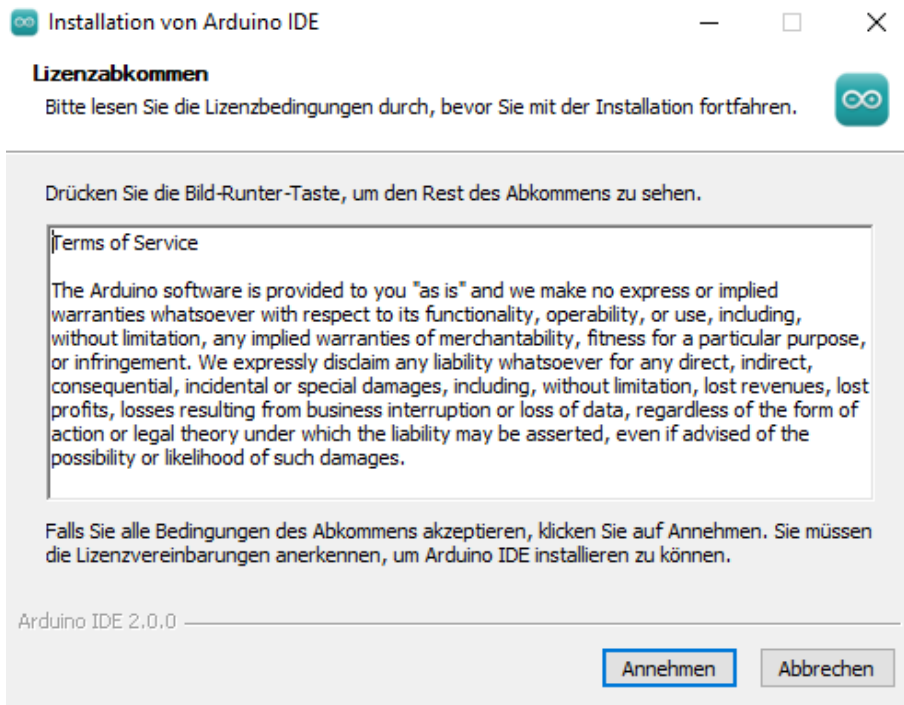 Installation von Arduino IDE
Lizenzabkommen
Bitte lesen Sie die Lizenzbedingungen durch, bevor Sie mit der Installation fortfahren.
Drücken Sie die Bild-Runter-Taste, um den Rest des Abkommens zu sehen.
Terms of Service
The Arduino software is provided to you "as is" and we make no express or implied
warranties whatsoever with respect to its functionality, operability, or use, including,
without limitation, any implied warranties of merchantability, fitness for a particular purpose,
or infringement. We expressly disclaim any liability whatsoever for any direct, indirect,
consequential, incidental or special damages, including, without limitation, lost revenues, lost
profits, losses resulting from business interruption or loss of data, regardless of the form of
action or legal theory under which the liability may be asserted, even if advised of the
possibility or likelihood of such damages.
Falls Sie alle Bedingungen des Abkommens akzeptieren, klicken Sie auf Annehmen. Sie müssen
die Lizenzvereinbarungen anerkennen, um Arduino IDE installieren zu können.
Arduino IDE 2.0.0
Annehmen
Abbrechen